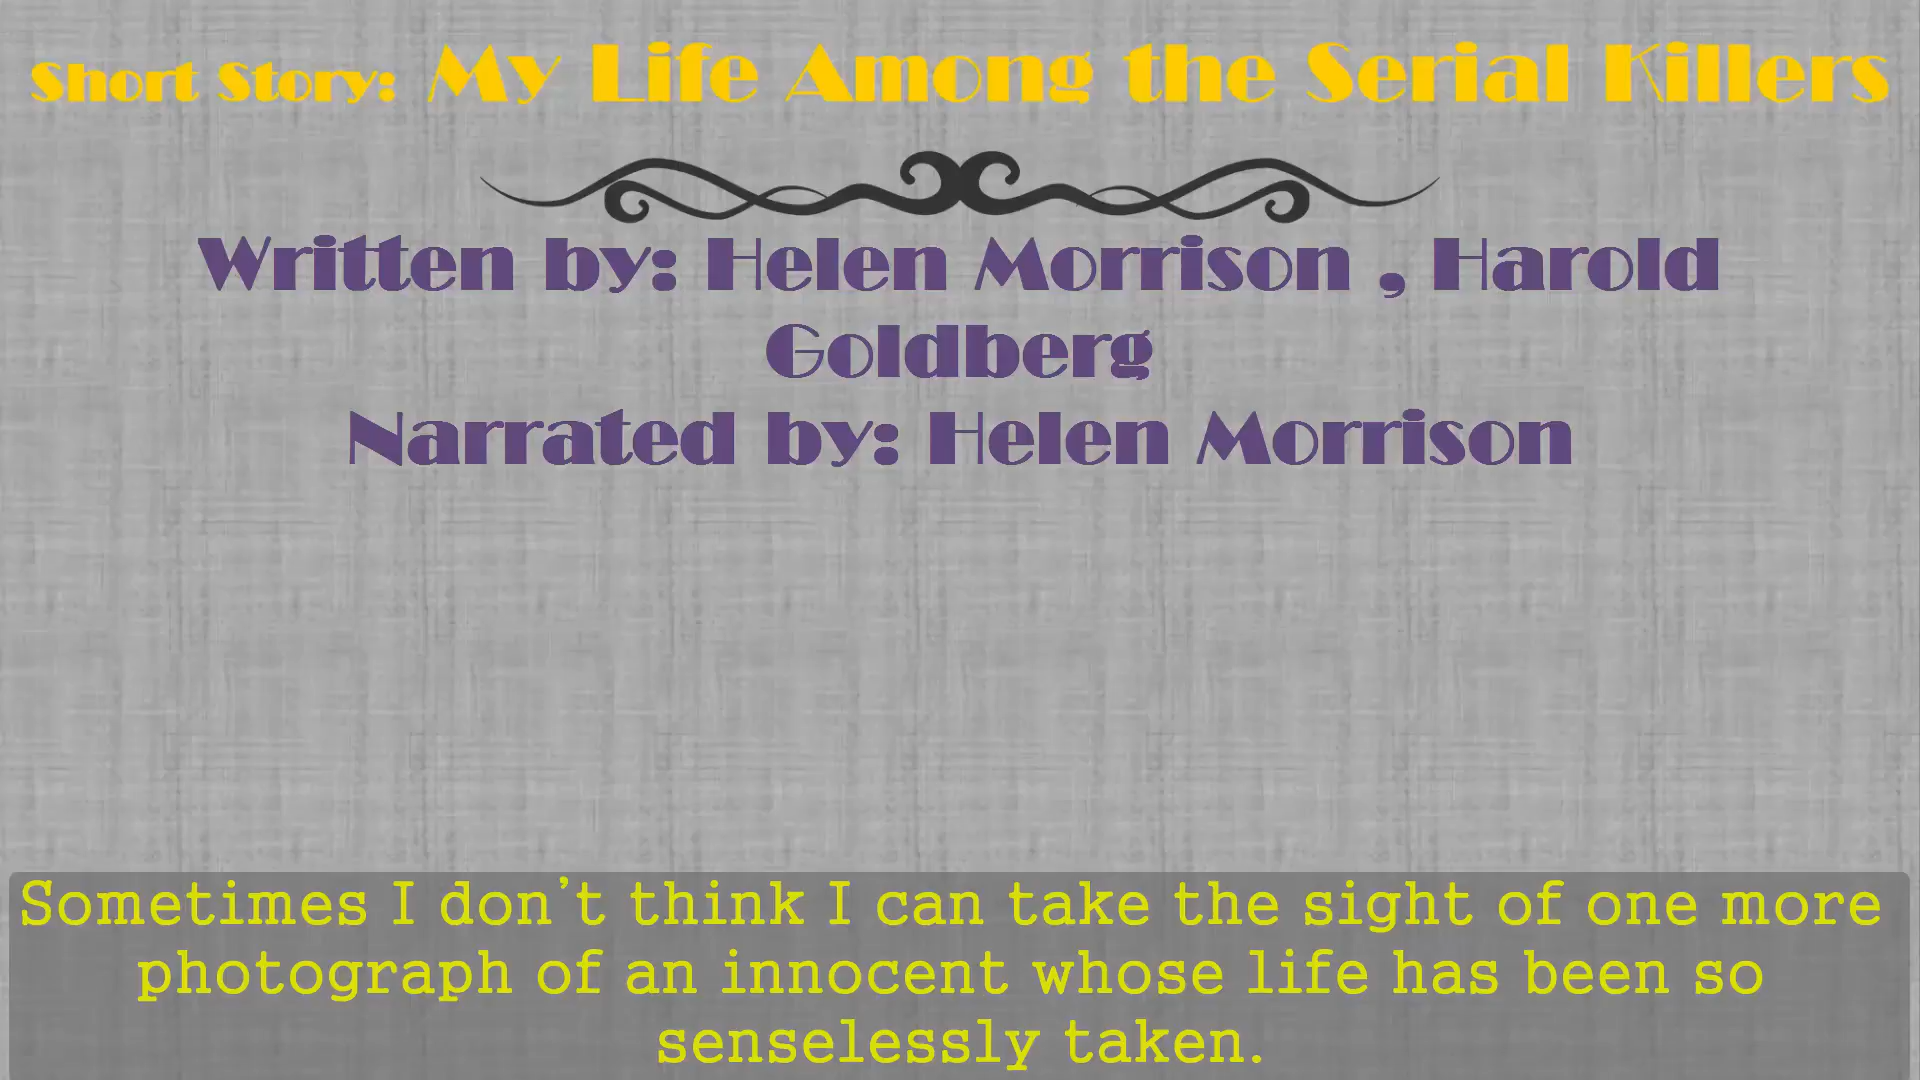 Short Story: My Life Among the Serial Killers
Written by: Helen Morrison , Harold
Goldberg
Narrated by: Helen Morrison
Sometimes I don't think I can take the sight of one more
photograph of an innocent whose life has been so
senselessly taken.